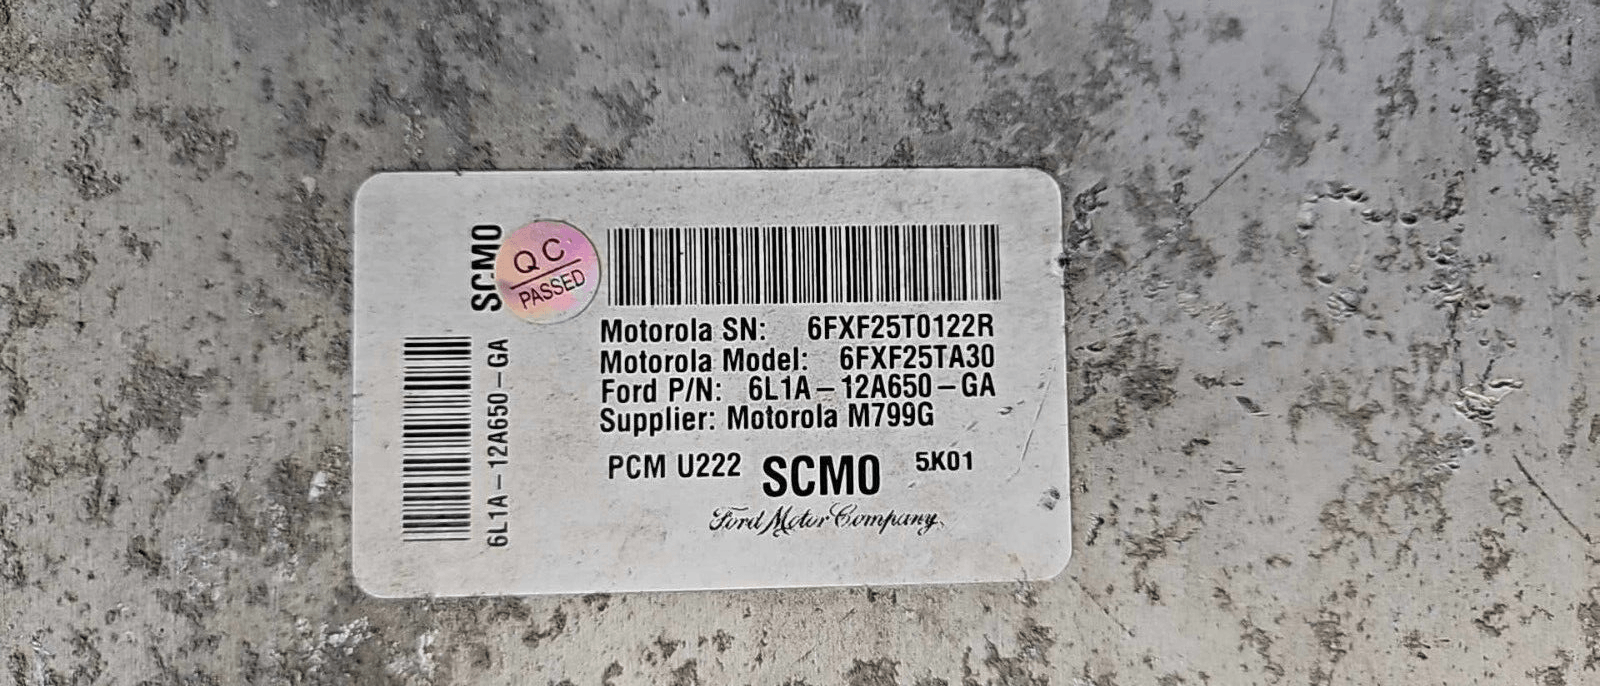 SCM0
QC
PASSED
6L1A-12A650-GA
Motorola SN: 6FXF25T0122R
Motorola Model: 6FXF25TA30
Ford P/N: 6L1A-12A650-GA
Supplier: Motorola M799G
PCM U222 SCM0 5K01
Ford Motor Company,